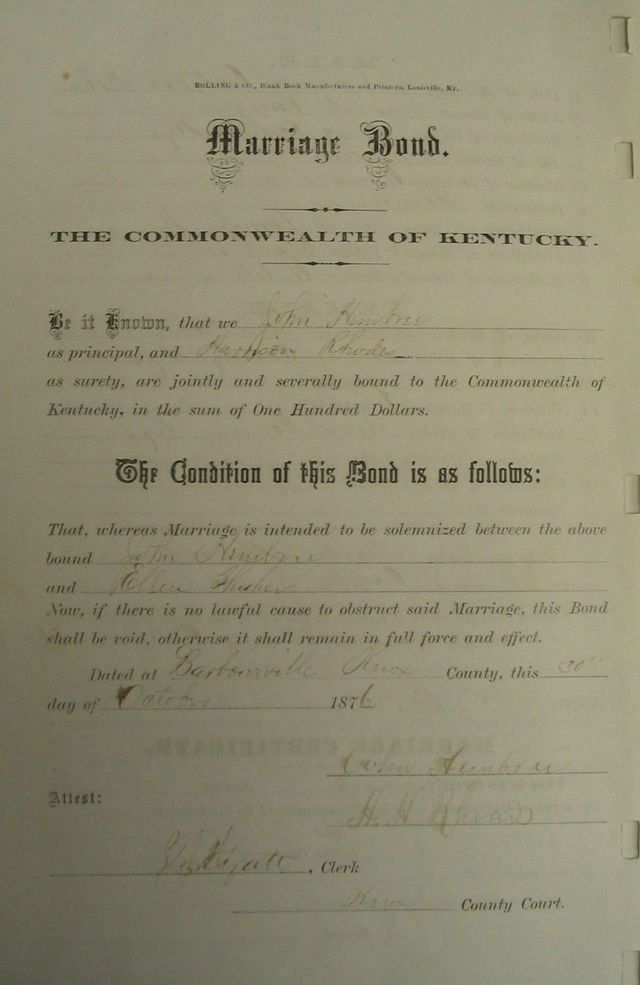 BOLLING & CO., Blank Book Manufacturers and Printers, Louisville, Ky.
Marriage Bond.
THE COMMONWEALTH OF KENTUCKY.
Be it Known, that we John
as principal, and Harrison Rhodes
as surety, are jointly and severally bound to the Commonwealth of
Kentucky, in the sum of One Hundred Dollars.
The Condition of this Bond is as follows:
That, whereas Marriage is intended to be solemnized between the above
bound John
and Ellen
Now, if there is no lawful cause to obstruct said Marriage, this Bond
shall be void, otherwise it shall remain in full force and effect.
Dated at Barbourville Knox County, this 30th
day of October 1876
John
Attest:
H. H. Rhodes
, Clerk
Knox County Court.